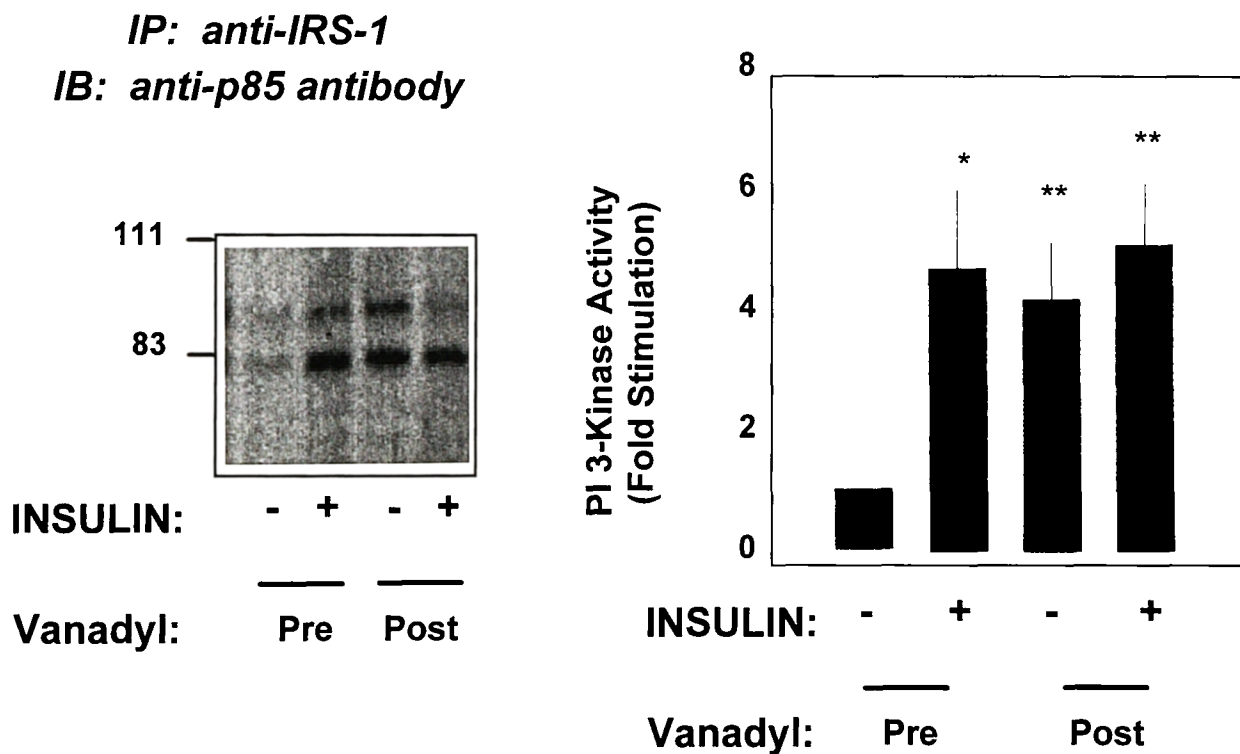 IP: anti-IRS-1
IB: anti-p85 antibody
111
83
INSULIN: - + - +
Vanadyl: Pre Post
PI 3-Kinase Activity
(Fold Stimulation)
8
6
4
2
0
* ** **
INSULIN: - + - +
Vanadyl: Pre Post